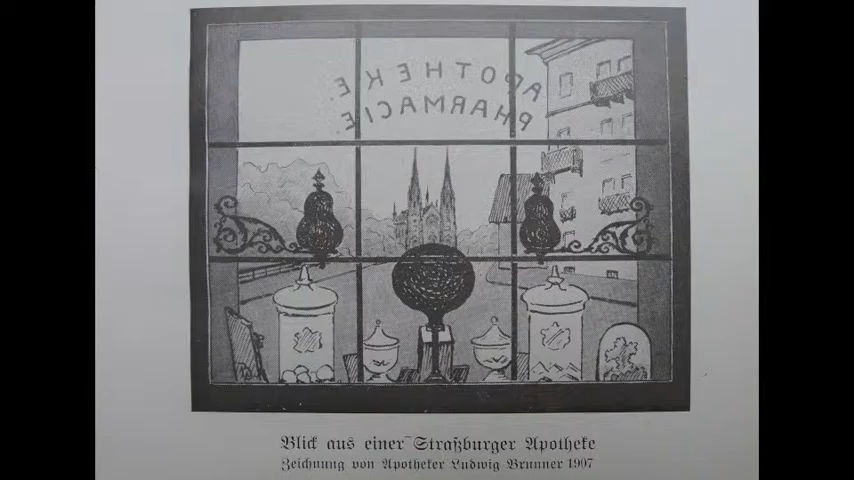 APOTHEKE.
PHARMACIE.
Blick aus einer Straßburger Apotheke
Zeichnung von Apotheker Ludwig Brunner 1907